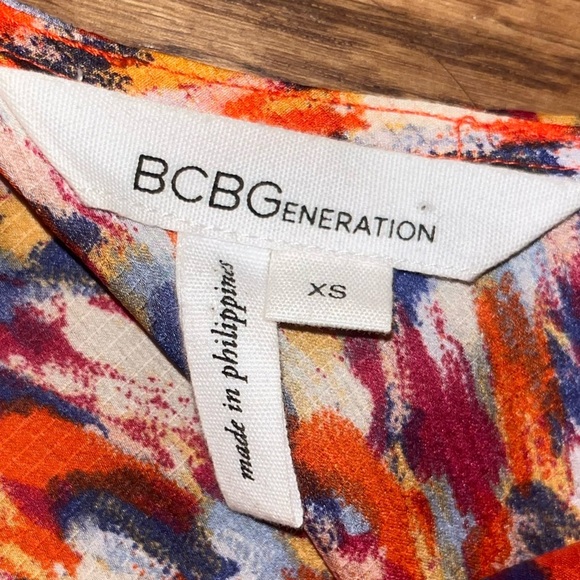 BCBGENERATION
XS
made in philippines